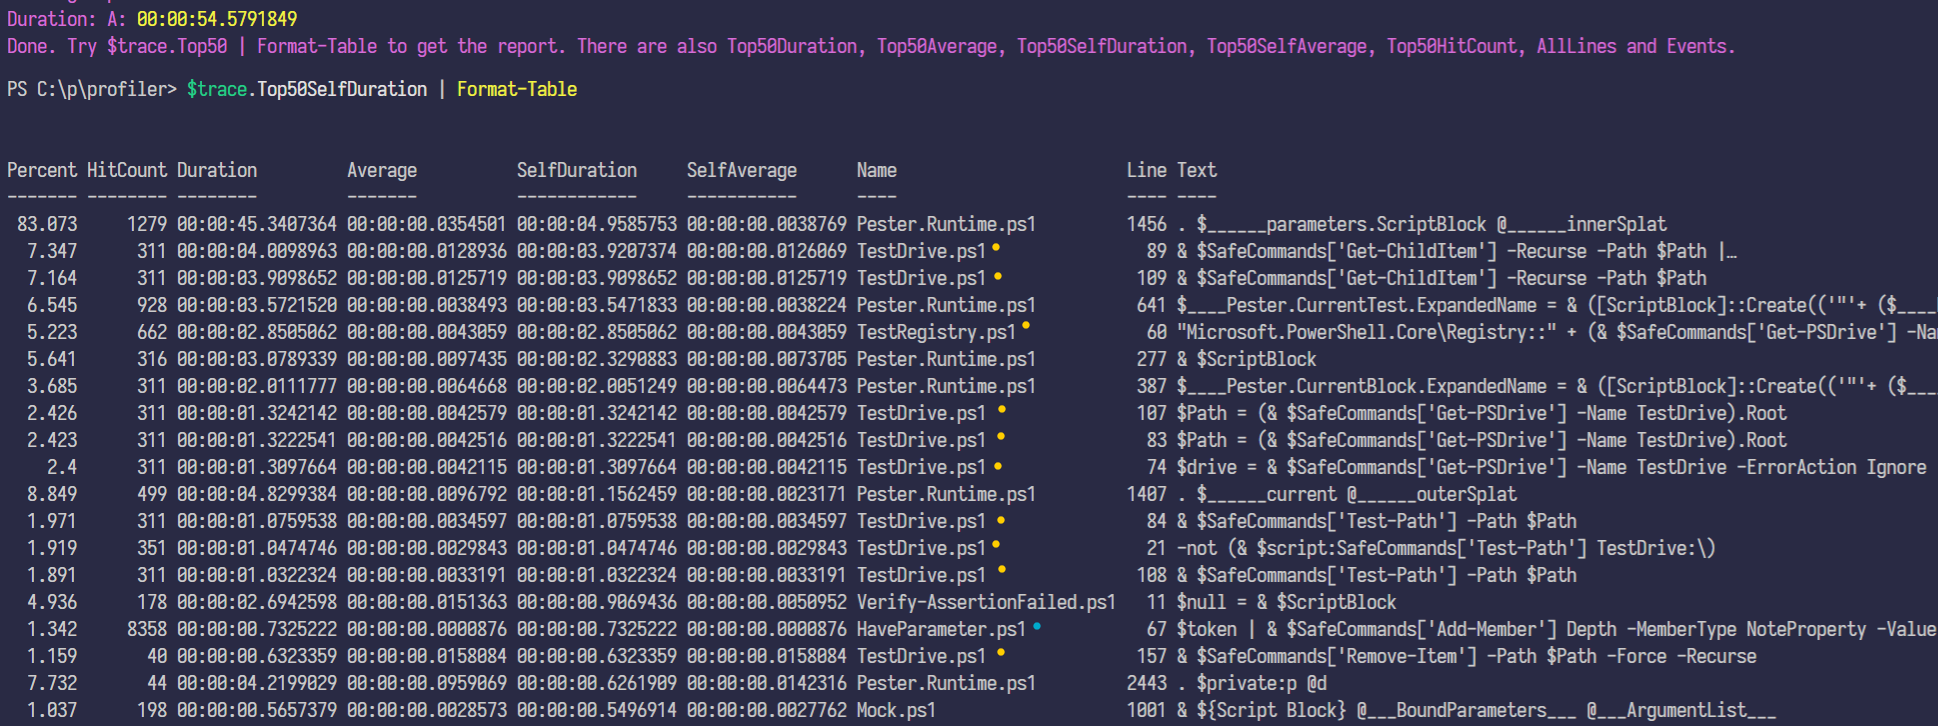 Duration: A: 00:00:54.5791849
Done. Try $trace.Top50 | Format-Table to get the report. There are also Top50Duration, Top50Average, Top50SelfDuration, Top50SelfAverage, Top50HitCount, AllLines and Events.
PS C:\p\profiler> $trace.Top50SelfDuration | Format-Table
Percent HitCount Duration Average SelfDuration SelfAverage Name Line Text
------- -------- -------- ------- ------------ ----------- ---- ---- ----
83.073 1279 00:00:45.3407364 00:00:00.0354501 00:00:04.9585753 00:00:00.0038769 Pester.Runtime.ps1 1456 . $______parameters.ScriptBlock @______innerSplat
7.347 311 00:00:04.0098963 00:00:00.0128936 00:00:03.9207374 00:00:00.0126069 TestDrive.ps1 89 & $SafeCommands['Get-ChildItem'] -Recurse -Path $Path |…
7.164 311 00:00:03.9098652 00:00:00.0125719 00:00:03.9098652 00:00:00.0125719 TestDrive.ps1 109 & $SafeCommands['Get-ChildItem'] -Recurse -Path $Path
6.545 928 00:00:03.5721520 00:00:00.0038493 00:00:03.5471833 00:00:00.0038224 Pester.Runtime.ps1 641 $____Pester.CurrentTest.ExpandedName = & ([ScriptBlock]::Create(('"'+ ($____
5.223 662 00:00:02.8505062 00:00:00.0043059 00:00:02.8505062 00:00:00.0043059 TestRegistry.ps1 60 "Microsoft.PowerShell.Core\Registry::" + (& $SafeCommands['Get-PSDrive'] -Na
5.641 316 00:00:03.0789339 00:00:00.0097435 00:00:02.3290883 00:00:00.0073705 Pester.Runtime.ps1 277 & $ScriptBlock
3.685 311 00:00:02.0111777 00:00:00.0064668 00:00:02.0051249 00:00:00.0064473 Pester.Runtime.ps1 387 $____Pester.CurrentBlock.ExpandedName = & ([ScriptBlock]::Create(('"'+ ($___
2.426 311 00:00:01.3242142 00:00:00.0042579 00:00:01.3242142 00:00:00.0042579 TestDrive.ps1 107 $Path = (& $SafeCommands['Get-PSDrive'] -Name TestDrive).Root
2.423 311 00:00:01.3222541 00:00:00.0042516 00:00:01.3222541 00:00:00.0042516 TestDrive.ps1 83 $Path = (& $SafeCommands['Get-PSDrive'] -Name TestDrive).Root
2.4 311 00:00:01.3097664 00:00:00.0042115 00:00:01.3097664 00:00:00.0042115 TestDrive.ps1 74 $drive = & $SafeCommands['Get-PSDrive'] -Name TestDrive -ErrorAction Ignore
8.849 499 00:00:04.8299384 00:00:00.0096792 00:00:01.1562459 00:00:00.0023171 Pester.Runtime.ps1 1407 . $______current @______outerSplat
1.971 311 00:00:01.0759538 00:00:00.0034597 00:00:01.0759538 00:00:00.0034597 TestDrive.ps1 84 & $SafeCommands['Test-Path'] -Path $Path
1.919 351 00:00:01.0474746 00:00:00.0029843 00:00:01.0474746 00:00:00.0029843 TestDrive.ps1 21 -not (& $script:SafeCommands['Test-Path'] TestDrive:\)
1.891 311 00:00:01.0322324 00:00:00.0033191 00:00:01.0322324 00:00:00.0033191 TestDrive.ps1 108 & $SafeCommands['Test-Path'] -Path $Path
4.936 178 00:00:02.6942598 00:00:00.0151363 00:00:00.9069436 00:00:00.0050952 Verify-AssertionFailed.ps1 11 $null = & $ScriptBlock
1.342 8358 00:00:00.7325222 00:00:00.0000876 00:00:00.7325222 00:00:00.0000876 HaveParameter.ps1 67 $token | & $SafeCommands['Add-Member'] Depth -MemberType NoteProperty -Value
1.159 40 00:00:00.6323359 00:00:00.0158084 00:00:00.6323359 00:00:00.0158084 TestDrive.ps1 157 & $SafeCommands['Remove-Item'] -Path $Path -Force -Recurse
7.732 44 00:00:04.2199029 00:00:00.0959069 00:00:00.6261909 00:00:00.0142316 Pester.Runtime.ps1 2443 . $private:p @d
1.037 198 00:00:00.5657379 00:00:00.0028573 00:00:00.5496914 00:00:00.0027762 Mock.ps1 1001 & ${Script Block} @___BoundParameters___ @___ArgumentList___